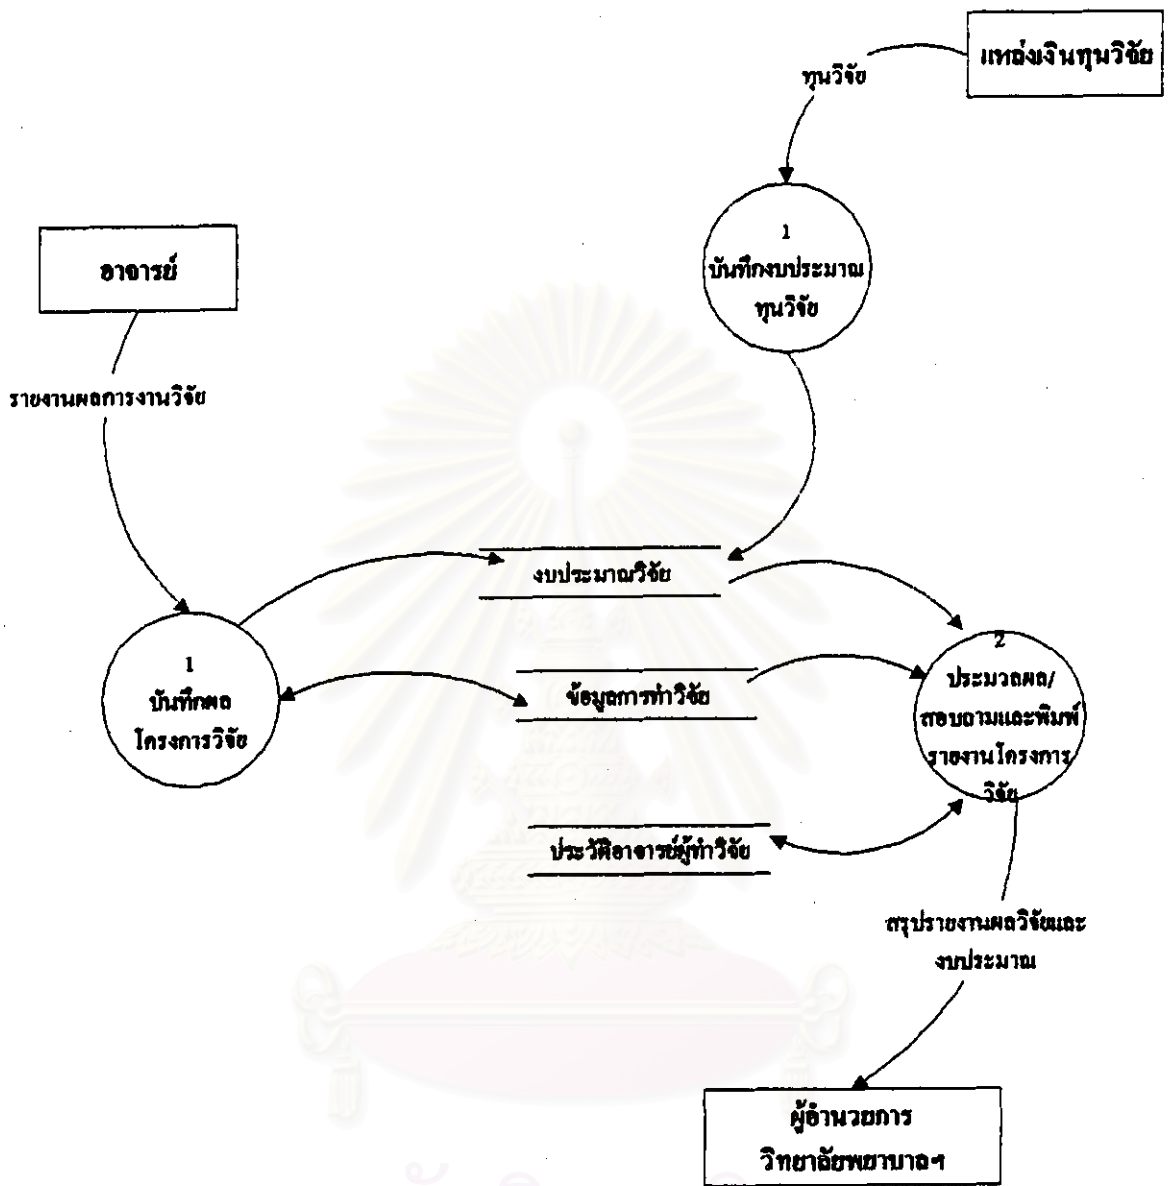 แหล่งเงินทุนวิจัย
ทุนวิจัย
1
บันทึกงบประมาณ
ทุนวิจัย
อาจารย์
รายงานผลการงานวิจัย
งบประมาณวิจัย
1
บันทึกผล
โครงการวิจัย
ข้อมูลการทำวิจัย
2
ประมวลผล/
สอบถามและพิมพ์
รายงานโครงการ
วิจัย
ประวัติอาจารย์ผู้ทำวิจัย
สรุปรายงานผลวิจัยและ
งบประมาณ
ผู้อำนวยการ
วิทยาลัยพยาบาลฯ